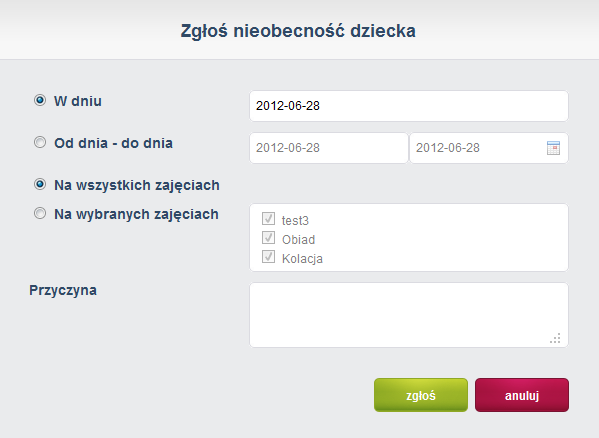 Zgłoś nieobecność dziecka
W dniu
2012-06-28
Od dnia - do dnia
2012-06-28 2012-06-28
Na wszystkich zajęciach
Na wybranych zajęciach
test3
Obiad
Kolacja
Przyczyna
zgłoś anuluj